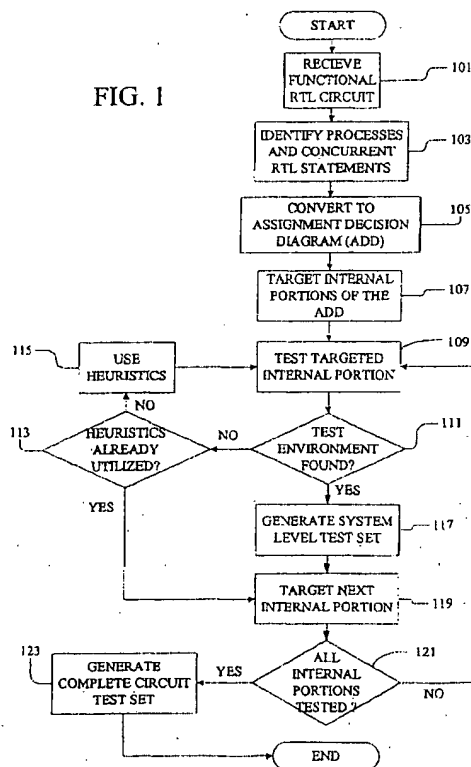 FIG. 1
START
RECIEVE
FUNCTIONAL
RTL CIRCUIT
101
IDENTIFY PROCESSES
AND CONCURRENT
RTL STATEMENTS
103
CONVERT TO
ASSIGNMENT DECISION
DIAGRAM (ADD)
105
TARGET INTERNAL
PORTIONS OF THE
ADD
107
115
USE
HEURISTICS
TEST TARGETED
INTERNAL PORTION
109
NO
113
HEURISTICS
ALREADY
UTILIZED?
NO
TEST
ENVIRONMENT
FOUND?
111
YES
YES
GENERATE SYSTEM
LEVEL TEST SET
117
TARGET NEXT
INTERNAL PORTION
119
123
GENERATE
COMPLETE CIRCUIT
TEST SET
YES
ALL
INTERNAL
PORTIONS
TESTED?
121
NO
END